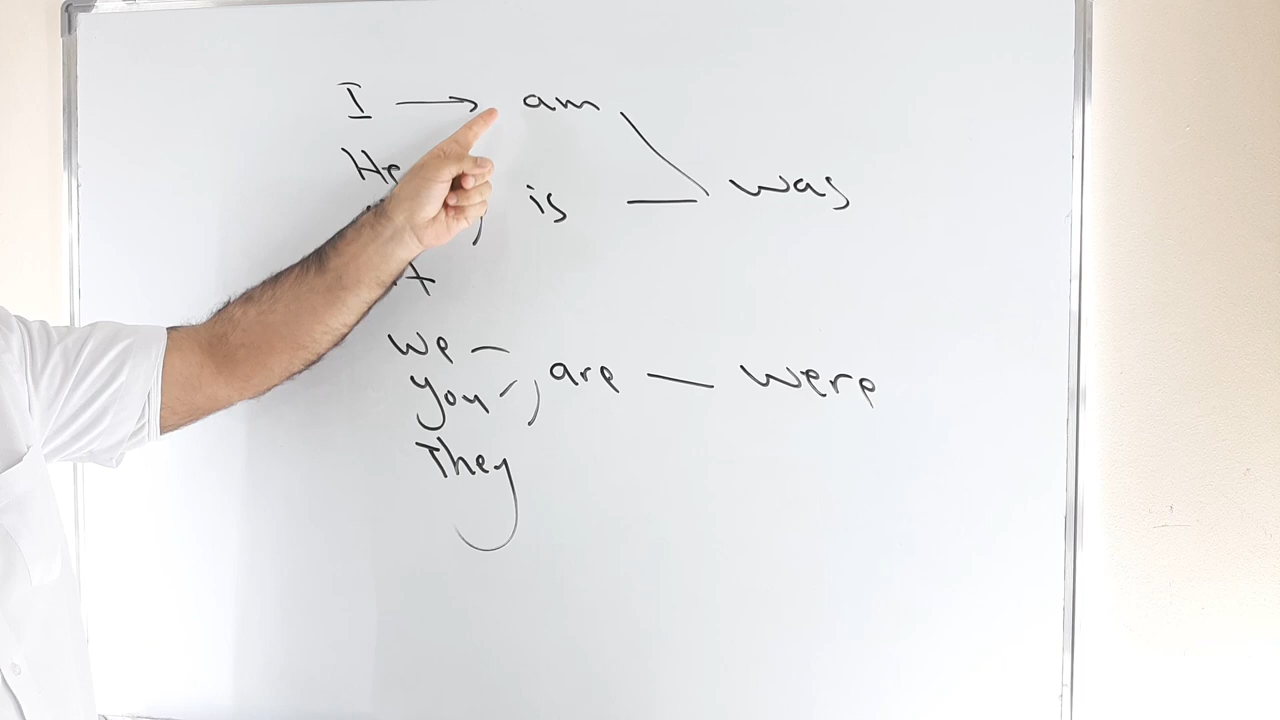 I → am
He
is — was
We
you are — were
They